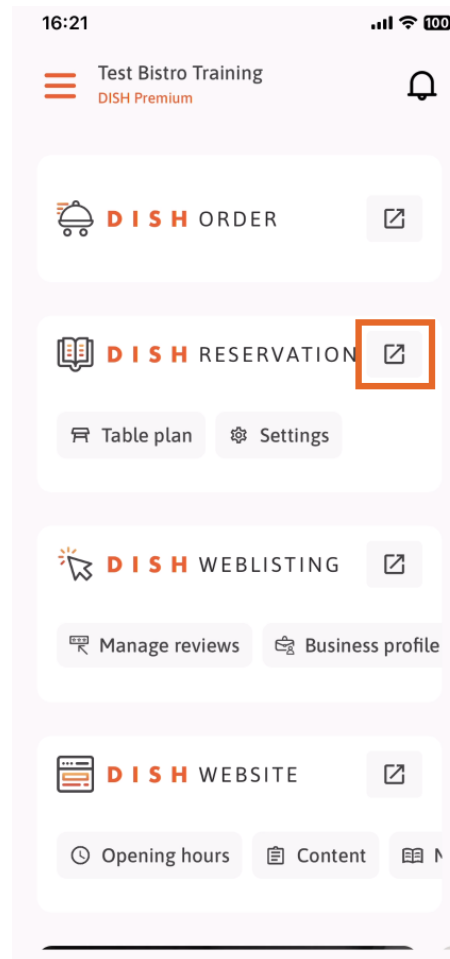 16:21
100
Test Bistro Training
DISH Premium
DISH ORDER
DISH RESERVATION
Table plan Settings
DISH WEBLISTING
Manage reviews Business profile
DISH WEBSITE
Opening hours Content